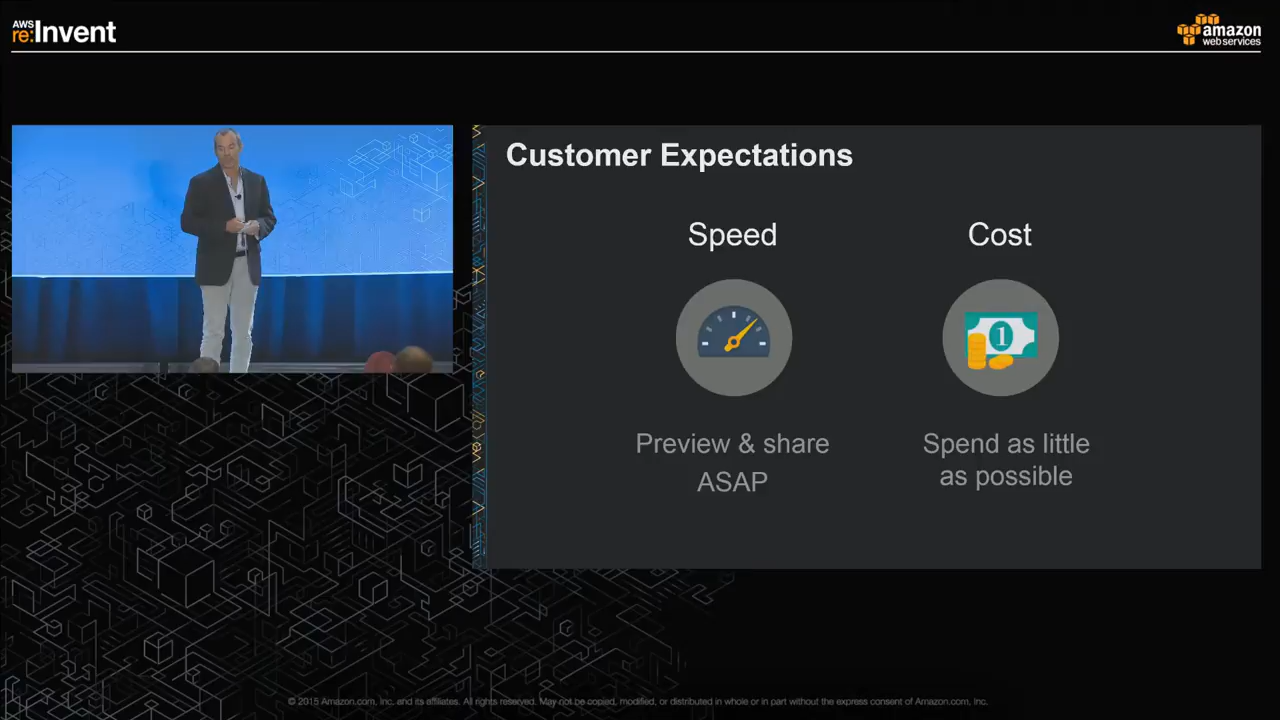 AWS
re:Invent
amazon
web services
Customer Expectations
Speed
Cost
1
Preview & share
ASAP
Spend as little
as possible
© 2015 Amazon.com, Inc. and its affiliates. All rights reserved. May not be copied, modified, or distributed in whole or in part without the express consent of Amazon.com, Inc.